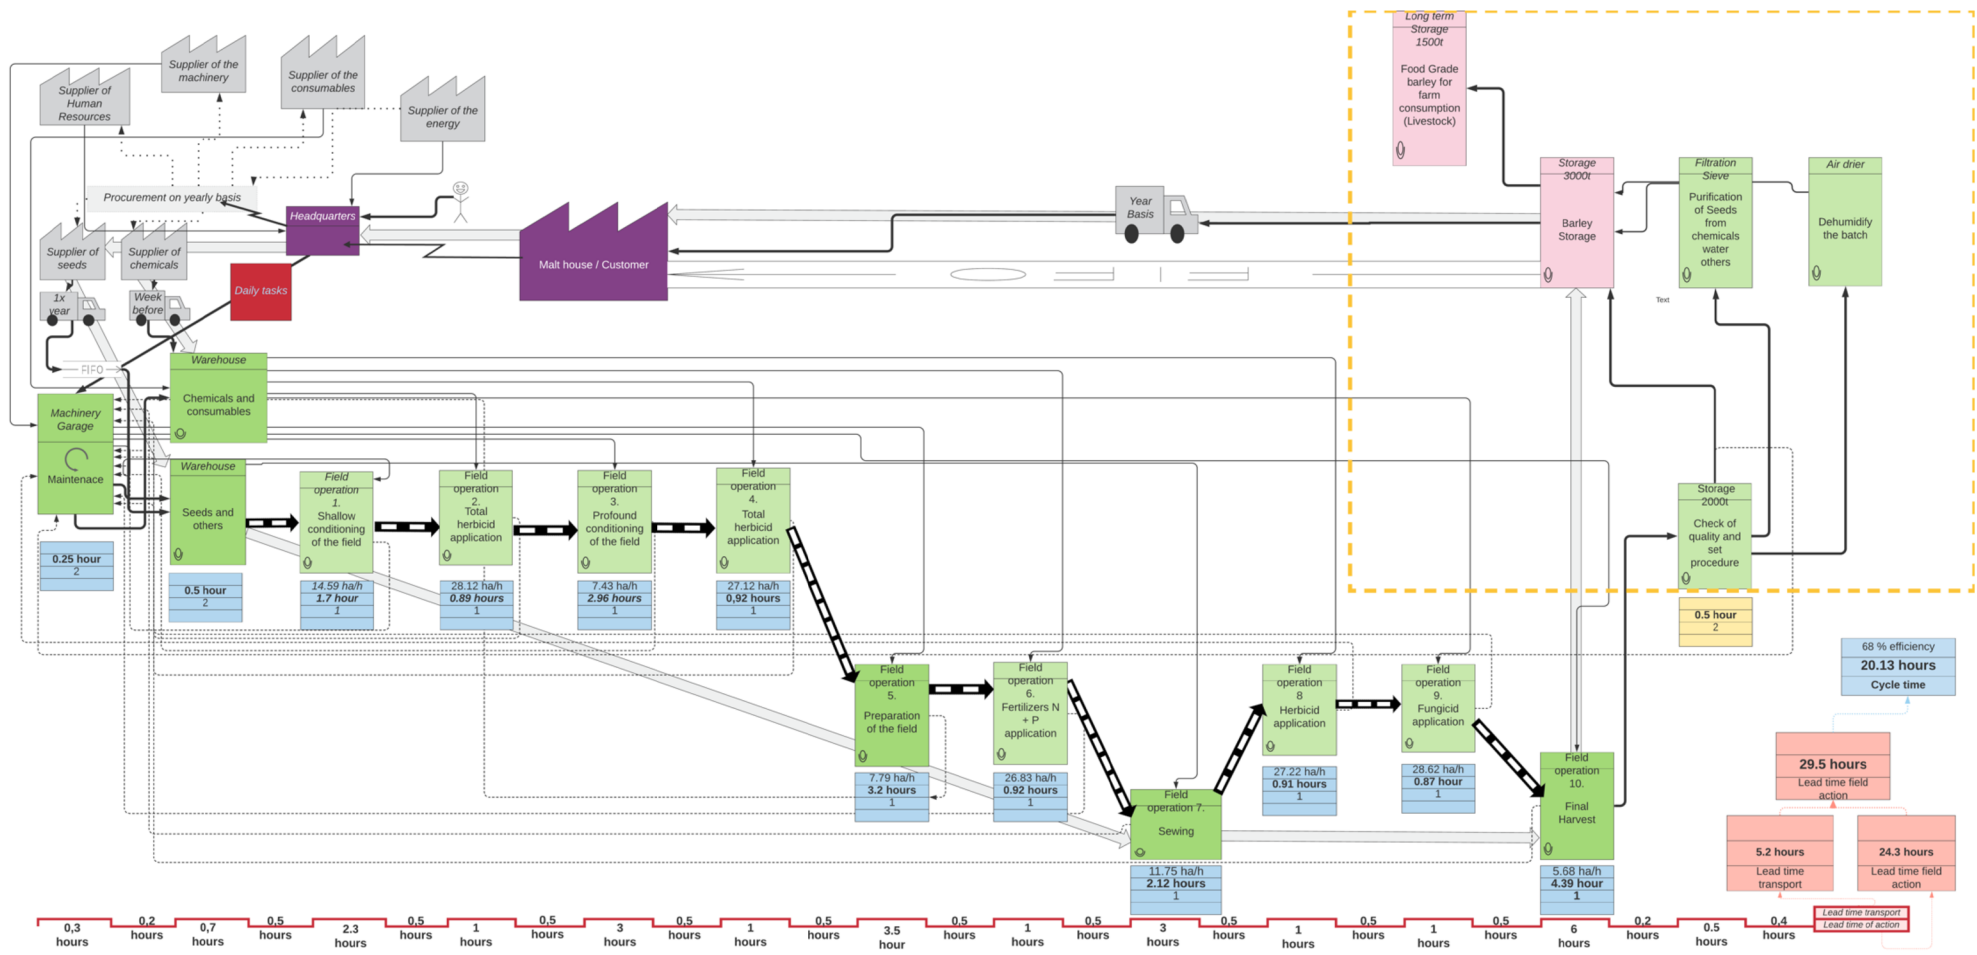 Long term
Storage
1500t
Food Grade
barley for
farm
consumption
(Livestock)
Supplier of the
machinery
Supplier of the
consumables
Supplier of
Human
Resources
Supplier of the
energy
Procurement on yearly basis
Headquarters
Supplier of
seeds
Supplier of
chemicals
Daily tasks
1x
year
Week
before
FIFO
Malt house / Customer
Year
Basis
Storage
3000t
Barley
Storage
Filtration
Sieve
Purification
of Seeds
from
chemicals
water
others
Air drier
Dehumidify
the batch
Text
Warehouse
Chemicals and
consumables
Machinery
Garage
Maintenace
Warehouse
Seeds and
others
Field
operation
1.
Shallow
conditioning
of the field
Field
operation
2.
Total
herbicid
application
Field
operation
3.
Profound
conditioning
of the field
Field
operation
4.
Total
herbicid
application
Storage
2000t
Check of
quality and
set
procedure
0.25 hour
2
0.5 hour
2
14.59 ha/h
1.7 hour
1
28.12 ha/h
0.89 hours
1
7.43 ha/h
2.96 hours
1
27.12 ha/h
0,92 hours
1
0.5 hour
2
Field
operation
5.
Preparation
of the field
Field
operation
6.
Fertilizers N
+ P
application
Field
operation 7.
Sewing
Field
operation
8
Herbicid
application
Field
operation
9.
Fungicid
application
Field
operation
10.
Final
Harvest
7.79 ha/h
3.2 hours
1
26.83 ha/h
0.92 hours
1
11.75 ha/h
2.12 hours
1
27.22 ha/h
0.91 hours
1
28.62 ha/h
0.87 hour
1
5.68 ha/h
4.39 hour
1
68 % efficiency
20.13 hours
Cycle time
29.5 hours
Lead time field
action
5.2 hours
Lead time
transport
24.3 hours
Lead time field
action
Lead time transport
Lead time of action
0,3
hours
0.2
hours
0,7
hours
0.5
hours
2.3
hours
0.5
hours
1
hours
0.5
hours
3
hours
0.5
hours
1
hours
0.5
hours
3.5
hour
0.5
hours
1
hours
0.5
hours
3
hours
0.5
hours
1
hours
0.5
hours
1
hours
0.5
hours
6
hours
0.2
hours
0.5
hours
0.4
hours